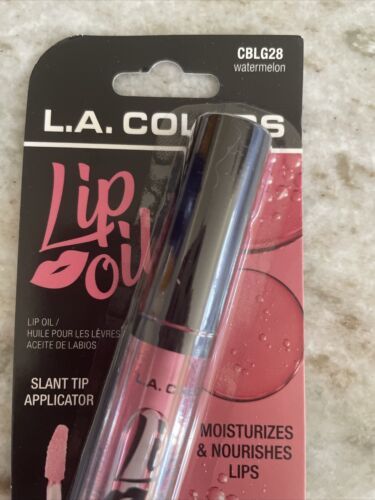 CBLG28
watermelon
L.A. COLORS
Lip
oil
LIP OIL /
HUILE POUR LES LÈVRES /
ACEITE DE LABIOS
SLANT TIP
APPLICATOR
L.A. CO
MOISTURIZES
& NOURISHES
LIPS